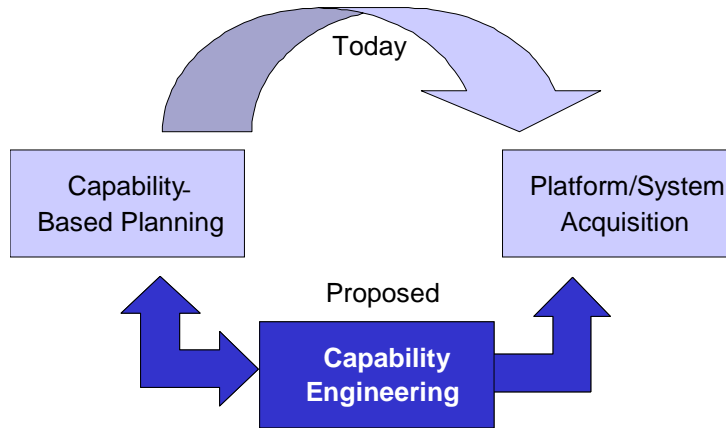 Today
Capability-
Based Planning
Platform/System
Acquisition
Proposed
Capability
Engineering